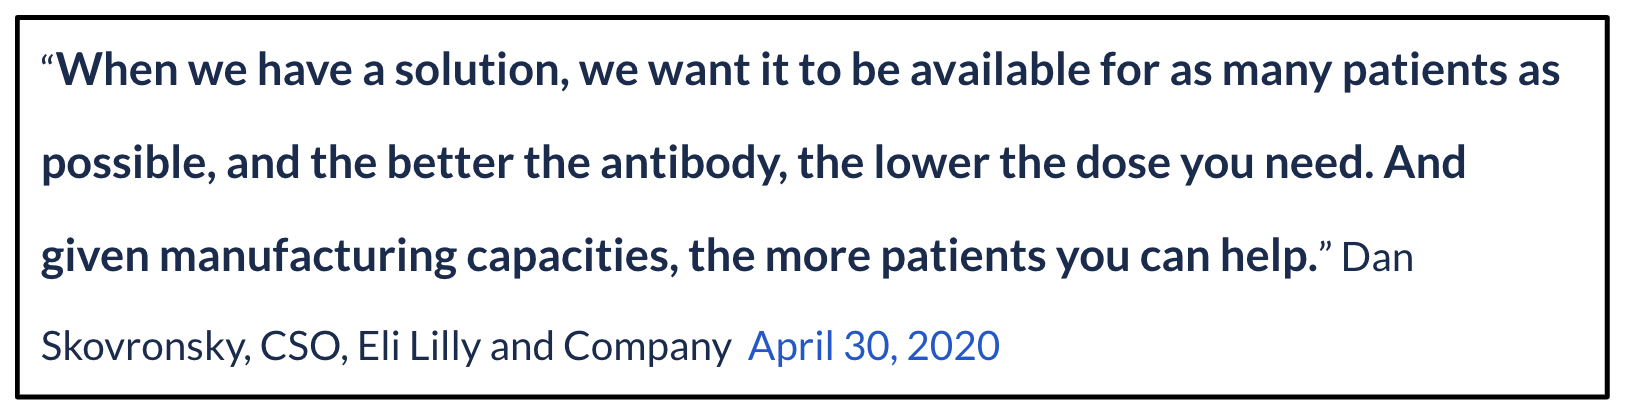 “When we have a solution, we want it to be available for as many patients as
possible, and the better the antibody, the lower the dose you need. And
given manufacturing capacities, the more patients you can help.” Dan
Skovronsky, CSO, Eli Lilly and Company April 30, 2020